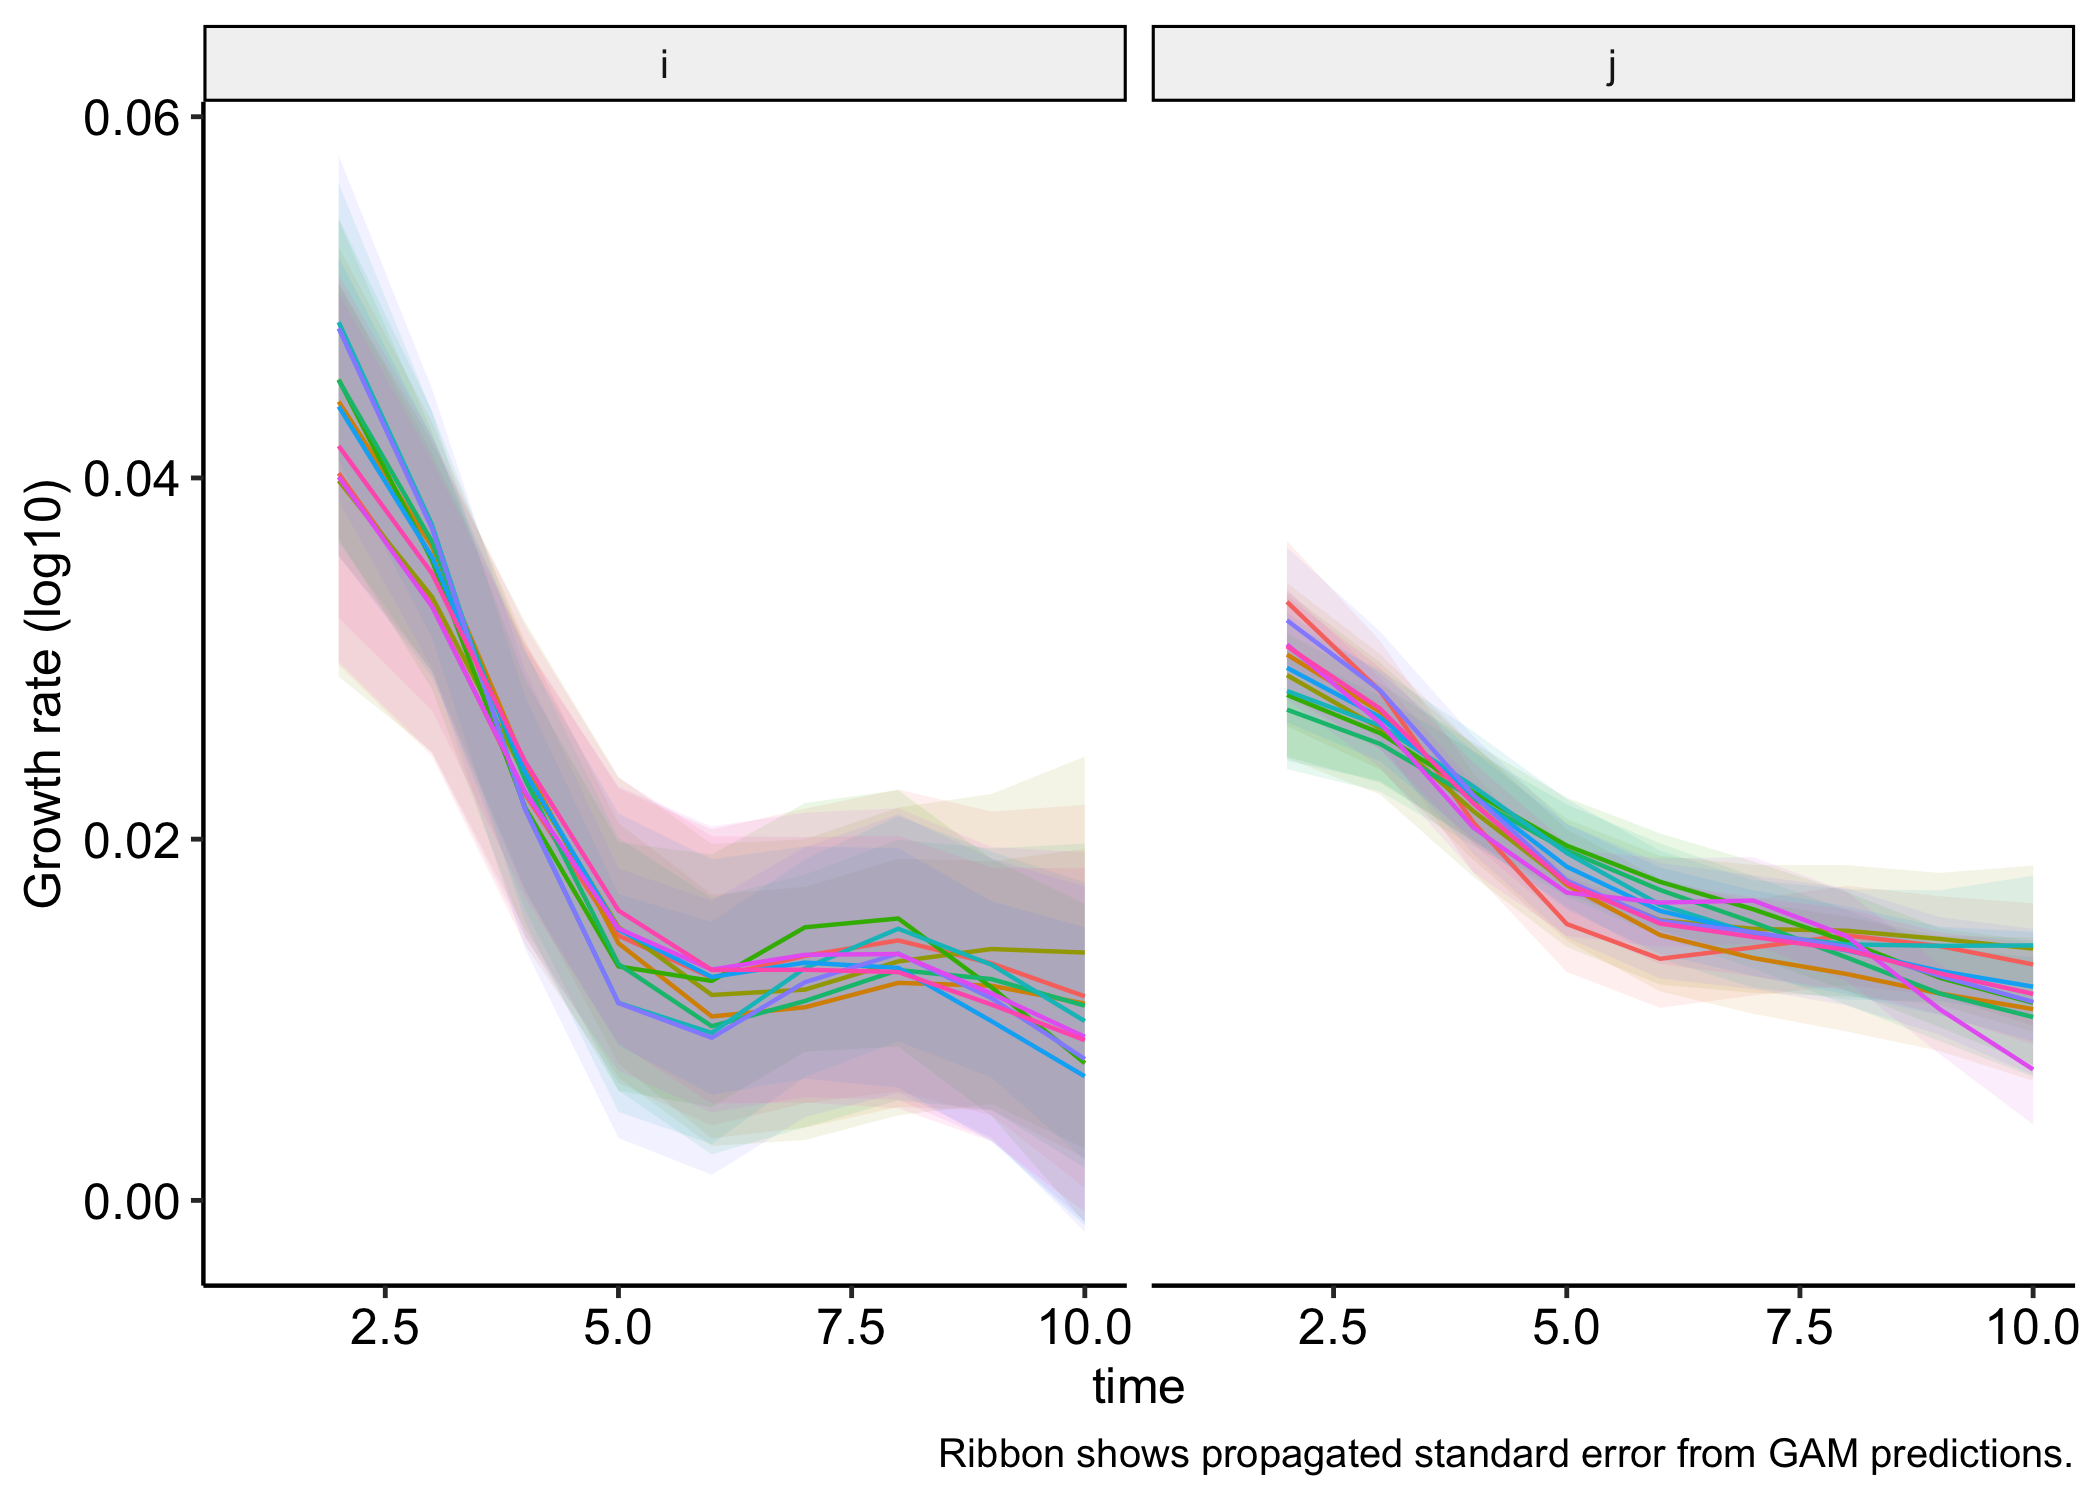 i
j
Growth rate (log10)
0.06
0.04
0.02
0.00
2.5 5.0 7.5 10.0
2.5 5.0 7.5 10.0
time
Ribbon shows propagated standard error from GAM predictions.